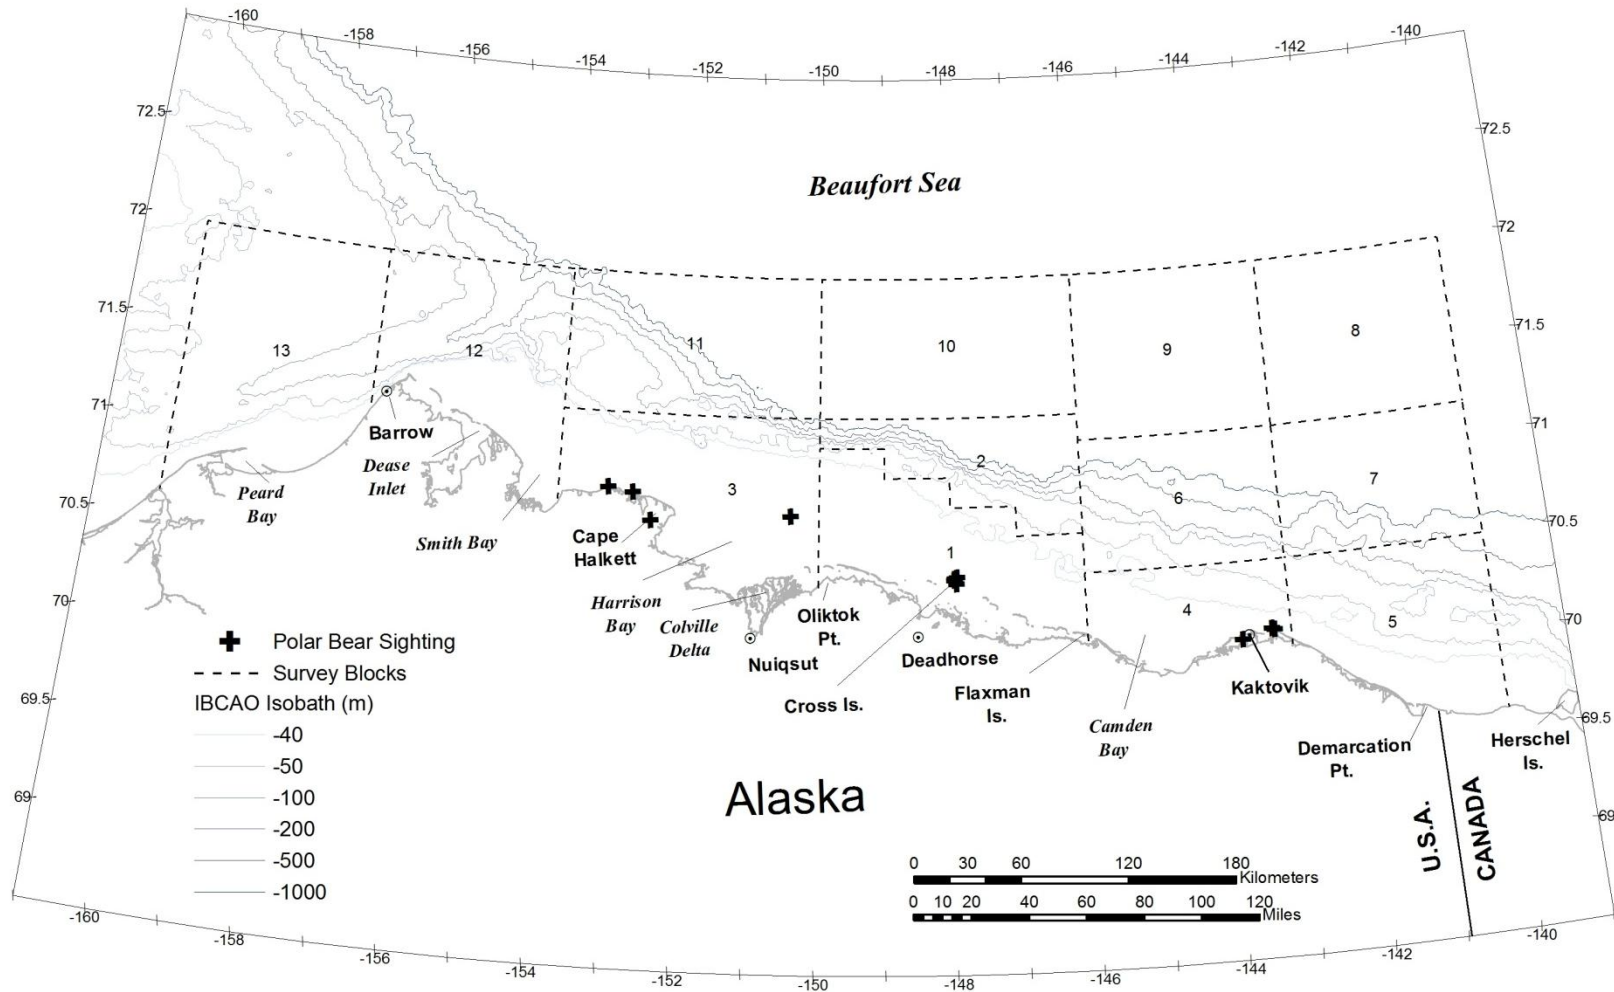 -160
-158
-156
-154
-152
-150
-148
-146
-144
-142
-140
72.5
72.5
Beaufort Sea
72
72
71.5
71.5
13
12
11
10
9
8
71
71
Barrow
Dease
Inlet
Peard
Bay
Smith Bay
3
2
6
7
70.5
70.5
Cape
Halkett
Harrison
Bay
Colville
Delta
Nuiqsut
Oliktok
Pt.
1
Cross Is.
Deadhorse
Flaxman
Is.
4
5
Camden
Bay
Kaktovik
Demarcation
Pt.
Herschel
Is.
70
70
69.5
69.5
69
69
Polar Bear Sighting
Survey Blocks
IBCAO Isobath (m)
-40
-50
-100
-200
-500
-1000
Alaska
U.S.A.
CANADA
0 30 60 120 180
Kilometers
0 10 20 40 60 80 100 120
Miles
-160
-158
-156
-154
-152
-150
-148
-146
-144
-142
-140